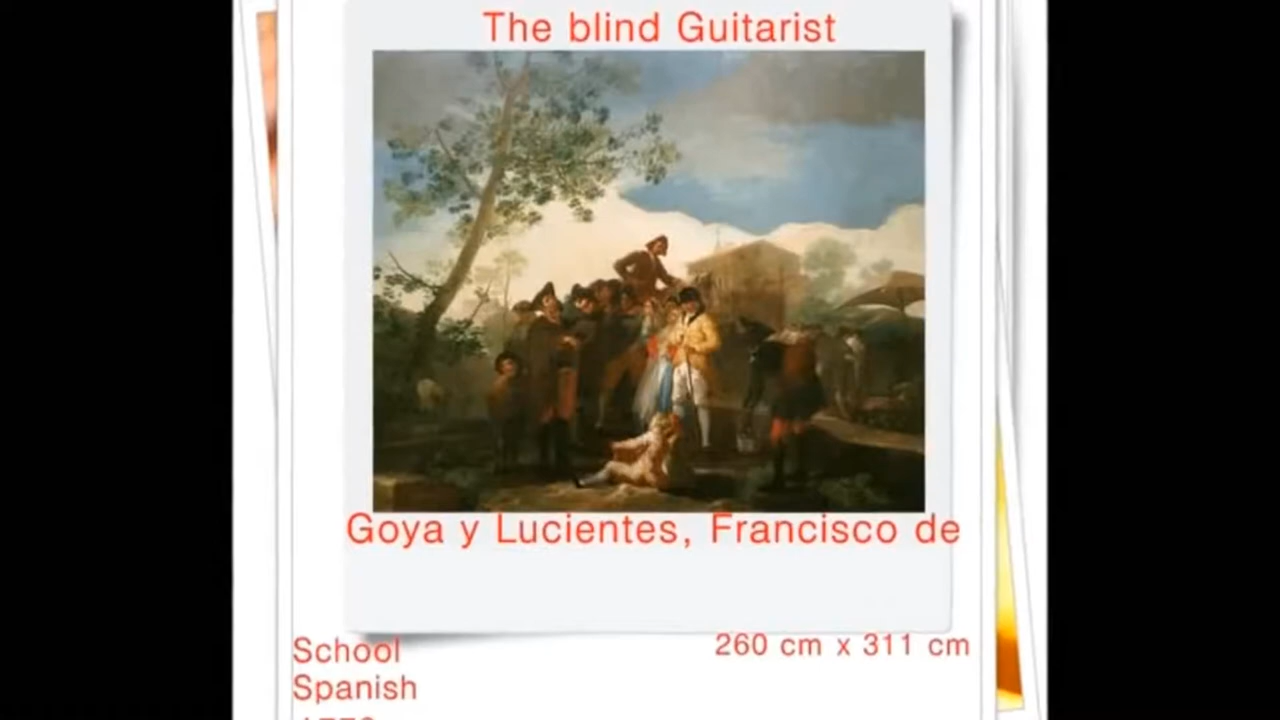 The blind Guitarist
Goya y Lucientes, Francisco de
School
260 cm x 311 cm
Spanish